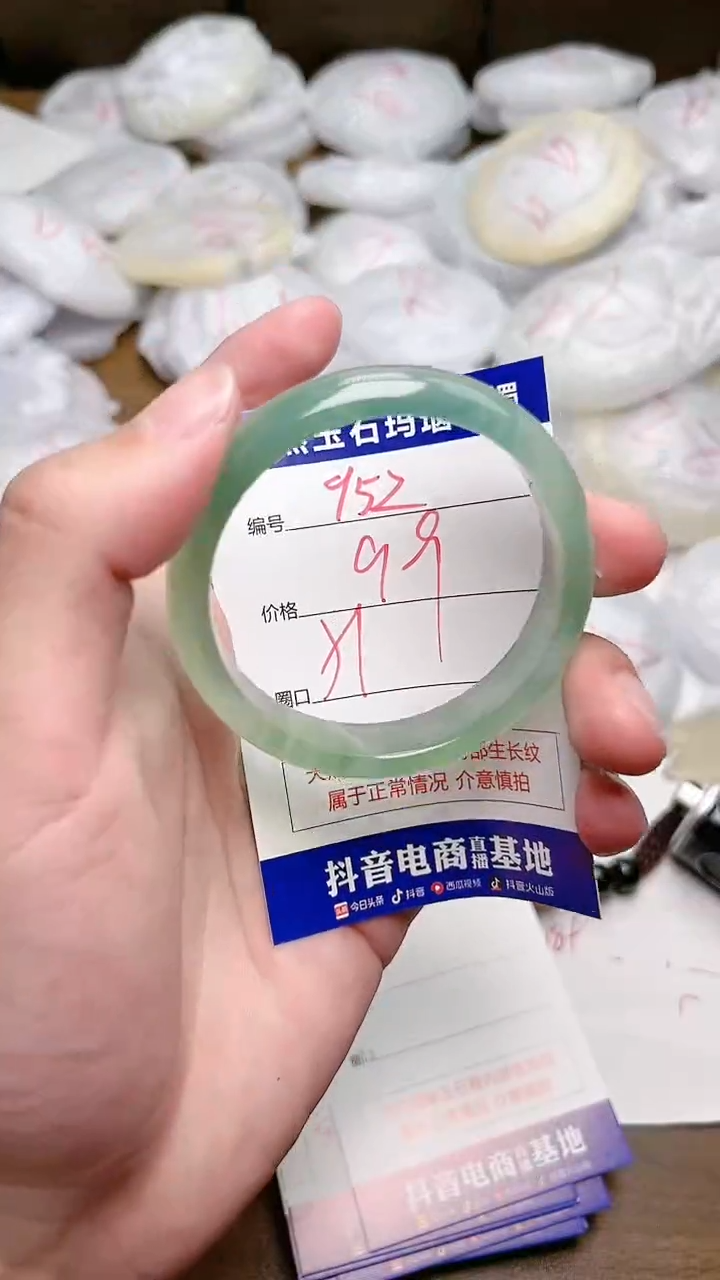 玉石玛瑙
编号 952
价格 99
圈口
部生长纹
属于正常情况 介意慎拍
抖音电商直播基地
今日头条 抖音 西瓜视频 抖音火山版
抖音电商直播基地